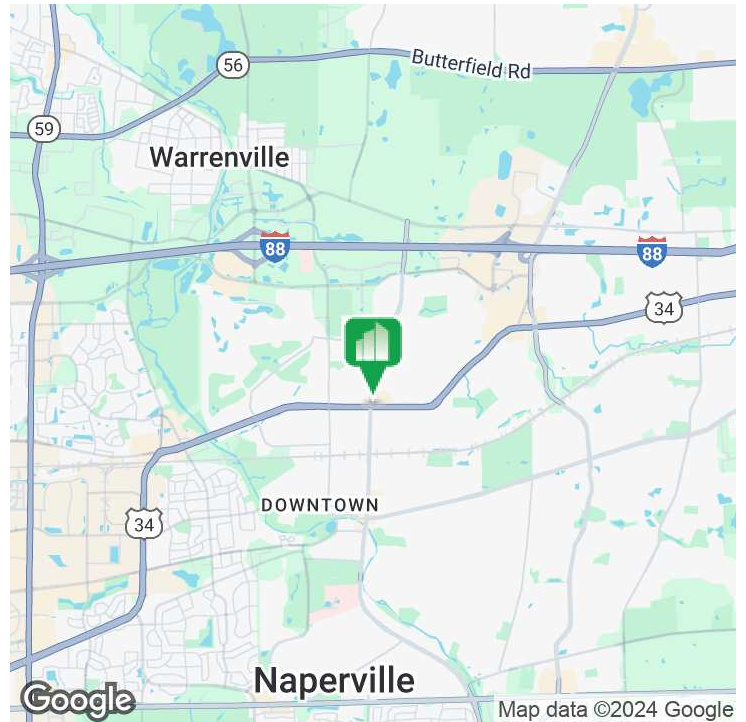 56
Butterfield Rd
59
Warrenville
88
88
34
DOWNTOWN
34
Naperville
Google
Map data ©2024 Google